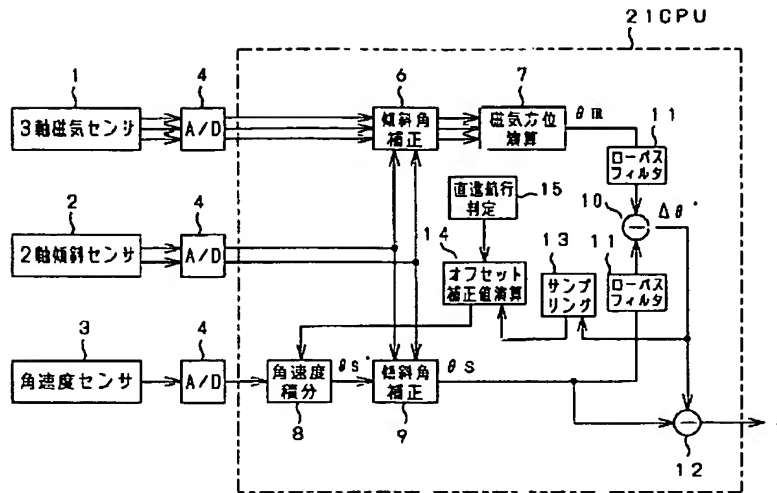 21CPU
1
3軸磁気センサ
4
A/D
6
傾斜角
補正
7
磁気方位
演算
θm
11
ローパス
フィルタ
直進航行
判定
15
10
Δθ'
2
2軸傾斜センサ
4
A/D
14
オフセット
補正値演算
13
サンプ
リング
11
ローパス
フィルタ
3
角速度センサ
4
A/D
角速度
積分
8
θs'
傾斜角
補正
9
θs
12